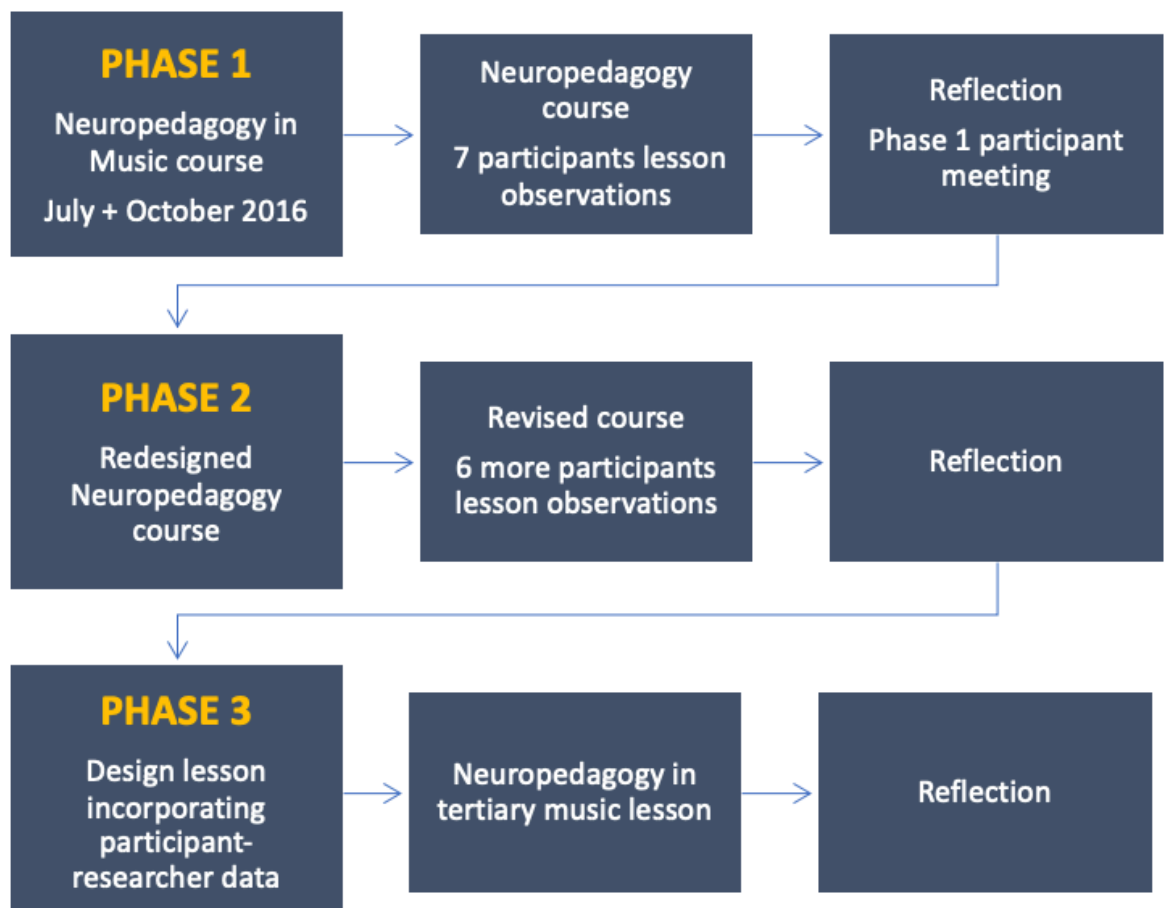 PHASE 1
Neuropedagogy in
Music course
July + October 2016
Neuropedagogy
course
7 participants lesson
observations
Reflection
Phase 1 participant
meeting
PHASE 2
Redesigned
Neuropedagogy
course
Revised course
6 more participants
lesson observations
Reflection
PHASE 3
Design lesson
incorporating
participant-
researcher data
Neuropedagogy in
tertiary music lesson
Reflection